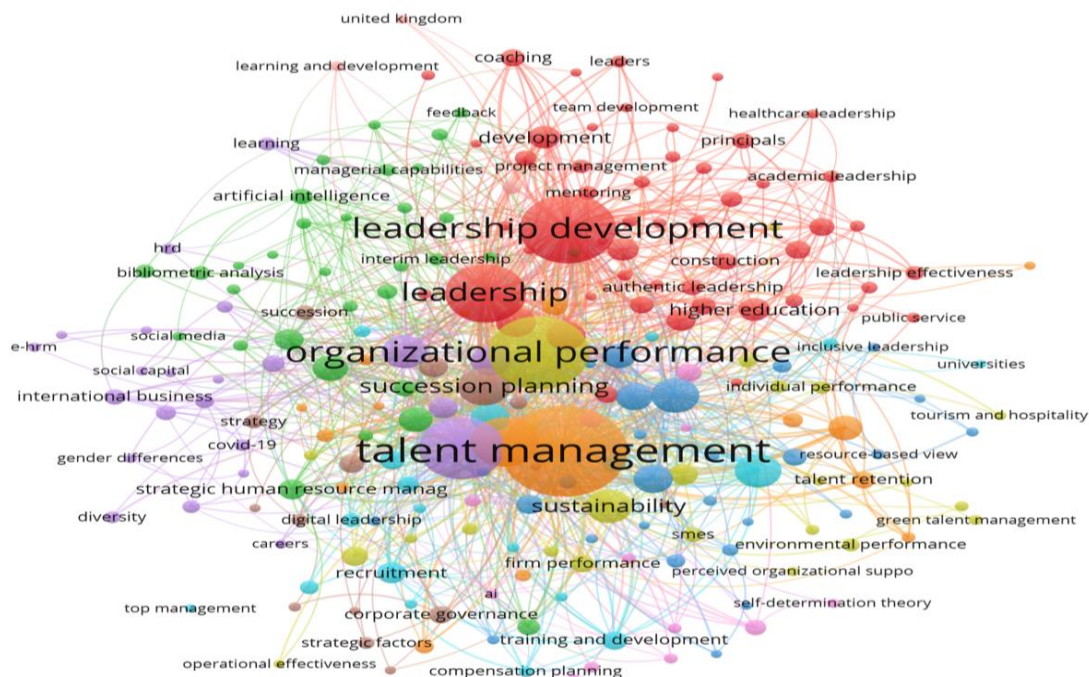 united kingdom
coaching
leaders
learning and development
team development
healthcare leadership
feedback
development
principals
learning
project management
managerial capabilities
academic leadership
mentoring
artificial intelligence
leadership development
hrd
interim leadership
construction
bibliometric analysis
leadership effectiveness
authentic leadership
leadership
higher education
succession
public service
social media
e-hrm
inclusive leadership
organizational performance
universities
social capital
succession planning
individual performance
international business
tourism and hospitality
strategy
covid-19
talent management
gender differences
resource-based view
talent retention
strategic human resource manag
sustainability
diversity
digital leadership
green talent management
smes
careers
environmental performance
firm performance
recruitment
perceived organizational suppo
ai
self-determination theory
top management
corporate governance
strategic factors
training and development
operational effectiveness
compensation planning